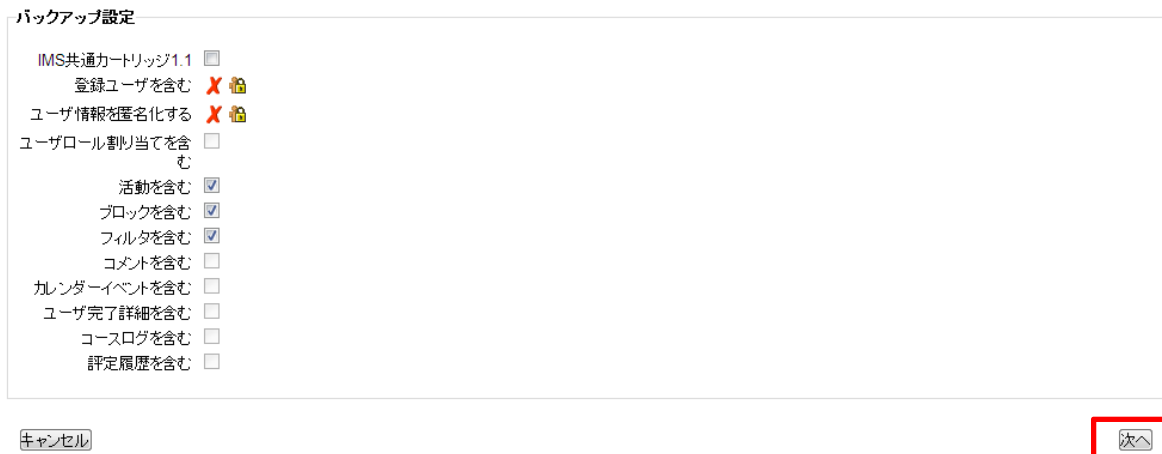 バックアップ設定
IMS共通カートリッジ1.1
登録ユーザを含む
ユーザ情報を匿名化する
ユーザロール割り当てを含
む
活動を含む
ブロックを含む
フィルタを含む
コメントを含む
カレンダーイベントを含む
ユーザ完了詳細を含む
コースログを含む
評定履歴を含む
キャンセル
次へ